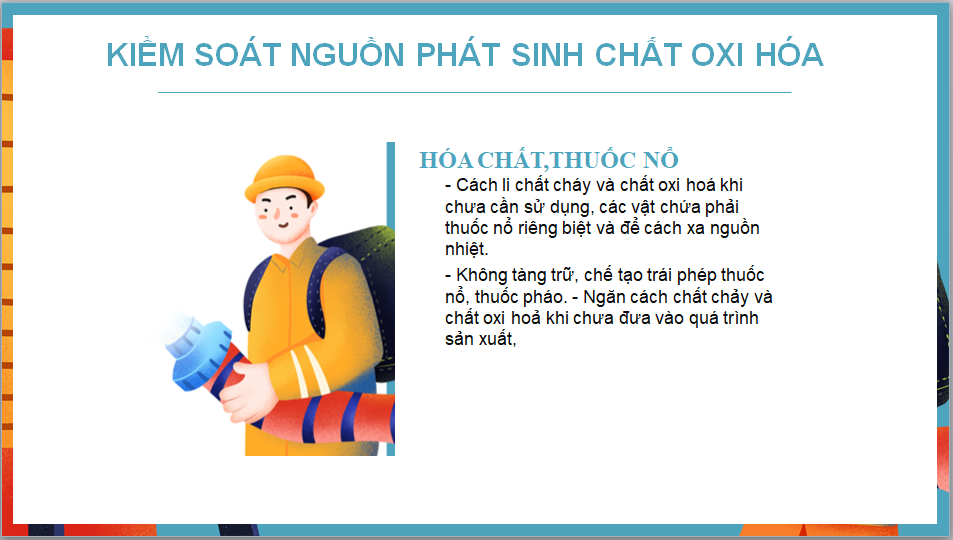 KIỂM SOÁT NGUỒN PHÁT SINH CHẤT OXI HÓA
HÓA CHẤT,THUỐC NỔ
- Cách li chất cháy và chất oxi hoá khi
chưa cần sử dụng, các vật chứa phải
thuốc nổ riêng biệt và để cách xa nguồn
nhiệt.
- Không tàng trữ, chế tạo trái phép thuốc
nổ, thuốc pháo. - Ngăn cách chất chảy và
chất oxi hoả khi chưa đưa vào quá trình
sản xuất,